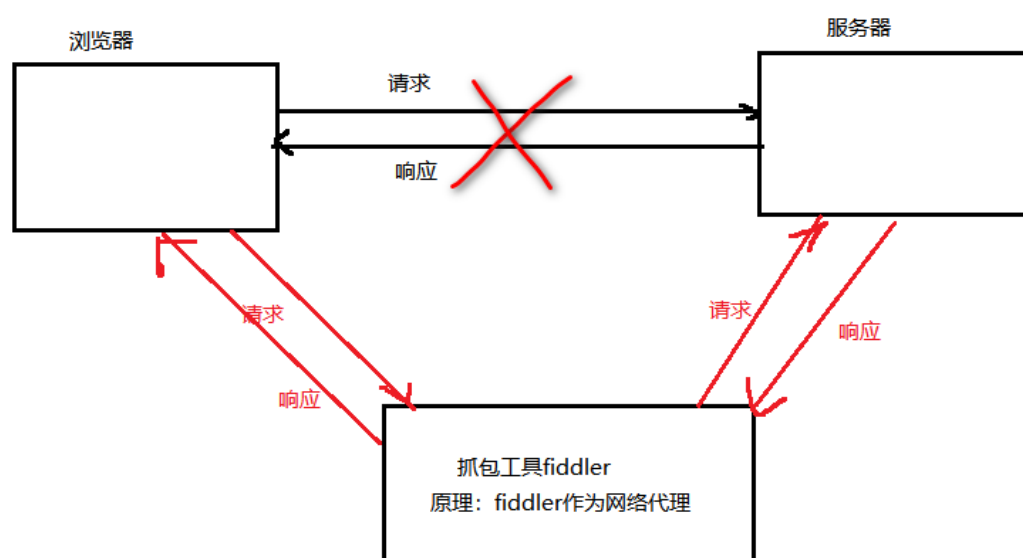 浏览器
服务器
请求
响应
请求
响应
请求
响应
抓包工具fiddler
原理：fiddler作为网络代理